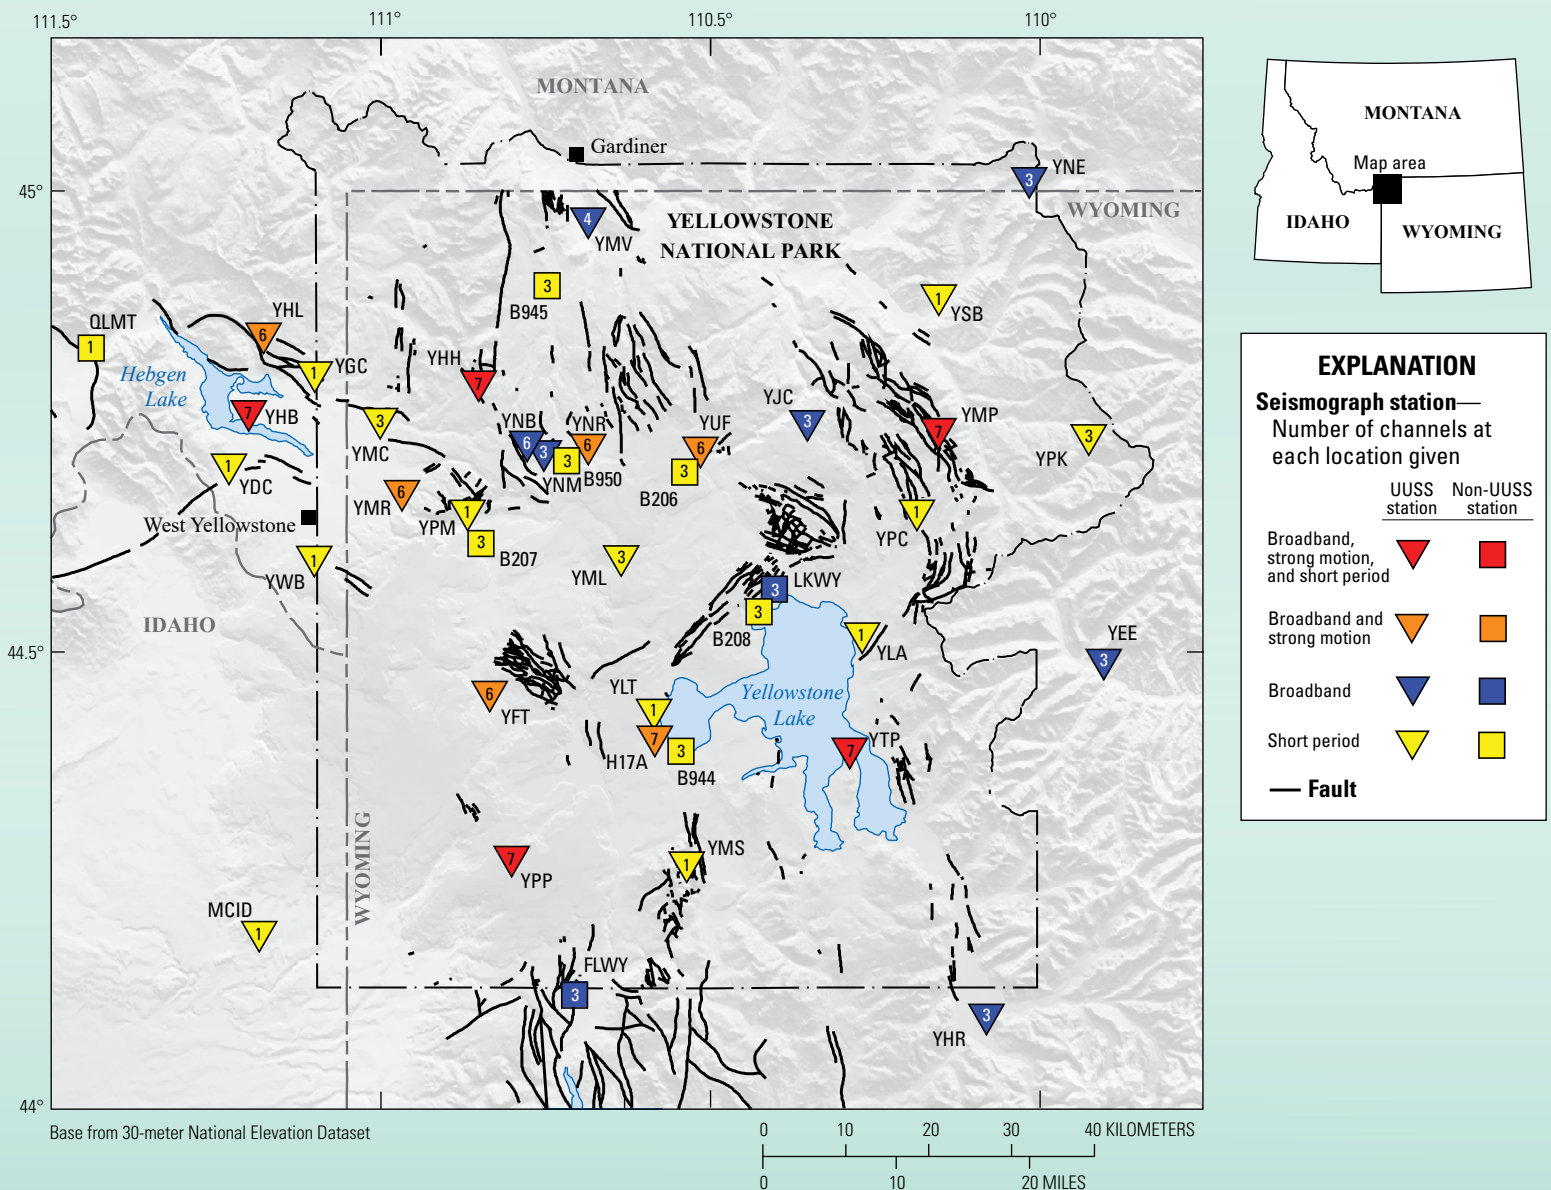 111.5°
111°
110.5°
110°
MONTANA
Gardiner
45°
3
YNE
WYOMING
4
YMV
YELLOWSTONE
NATIONAL PARK
3
B945
1
YSB
QLMT
1
YHL
6
YGC
1
Hebgen
Lake
7
YHB
YHH
7
3
YMC
YNB
6
3
YNM
YNR
6
3
B950
YUF
6
3
B206
YJC
3
YMP
7
3
YPK
1
YDC
6
YMR
1
YPM
3
B207
West Yellowstone
1
YWB
3
YML
1
YPC
IDAHO
3
LKWY
3
B208
1
YLA
YEE
3
44.5°
6
YFT
YLT
1
7
H17A
3
B944
Yellowstone
Lake
YTP
7
WYOMING
7
YPP
YMS
1
MCID
1
FLWY
3
3
YHR
44°
Base from 30-meter National Elevation Dataset
0 10 20 30 40 KILOMETERS
0 10 20 MILES
MONTANA
Map area
IDAHO
WYOMING
EXPLANATION
Seismograph station—
Number of channels at
each location given
UUSS
station
Non-UUSS
station
Broadband,
strong motion,
and short period
Broadband and
strong motion
Broadband
Short period
Fault